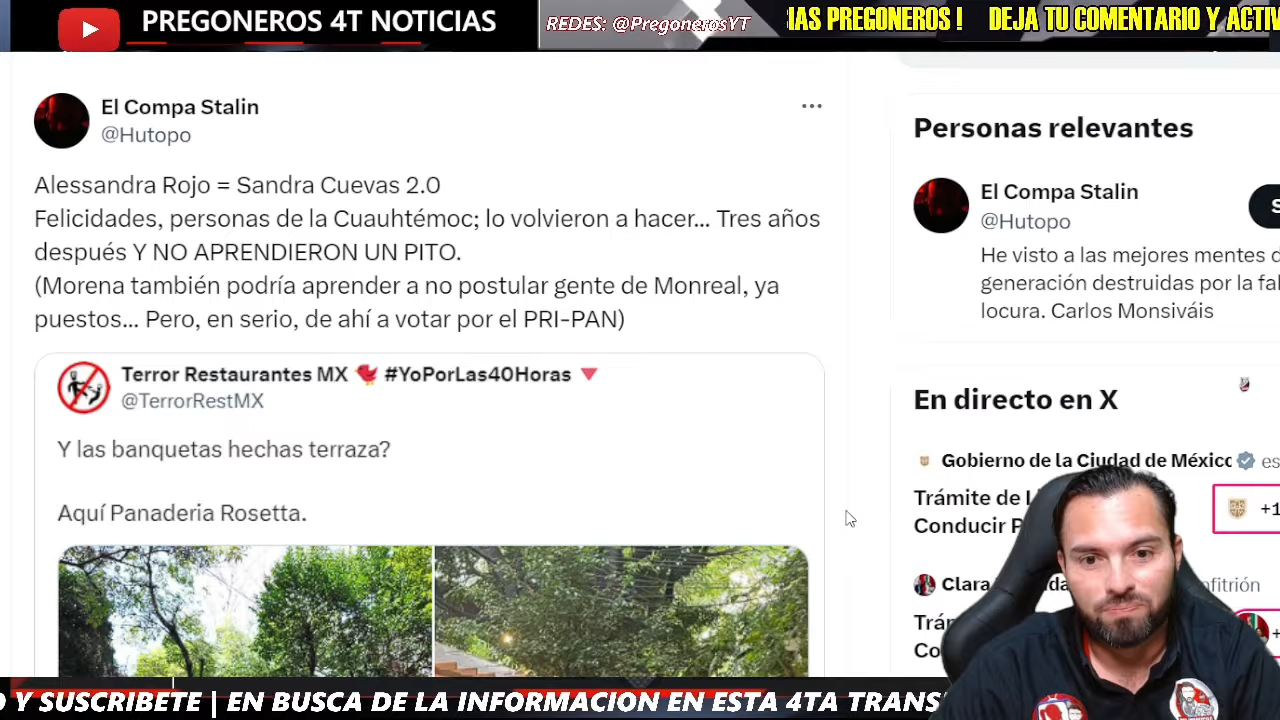 PREGONEROS 4T NOTICIAS
REDES: @PregonerosYT
IAS PREGONEROS ! DEJA TU COMENTARIO Y ACTIV
El Compa Stalin
@Hutopo
Alessandra Rojo = Sandra Cuevas 2.0
Felicidades, personas de la Cuauhtémoc; lo volvieron a hacer... Tres años
después Y NO APRENDIERON UN PITO.
(Morena también podría aprender a no postular gente de Monreal, ya
puestos... Pero, en serio, de ahí a votar por el PRI-PAN)
Terror Restaurantes MX #YoPorLas40Horas
@TerrorRestMX
Y las banquetas hechas terraza?
Aquí Panaderia Rosetta.
Personas relevantes
El Compa Stalin
@Hutopo
He visto a las mejores mentes d
generación destruidas por la fal
locura. Carlos Monsiváis
En directo en X
Gobierno de la Ciudad de México es
Trámite de
Conducir P
+1
Clara
nfitrión
Trá
Co
O Y SUSCRIBETE | EN BUSCA DE LA INFORMACION EN ESTA 4TA TRANS